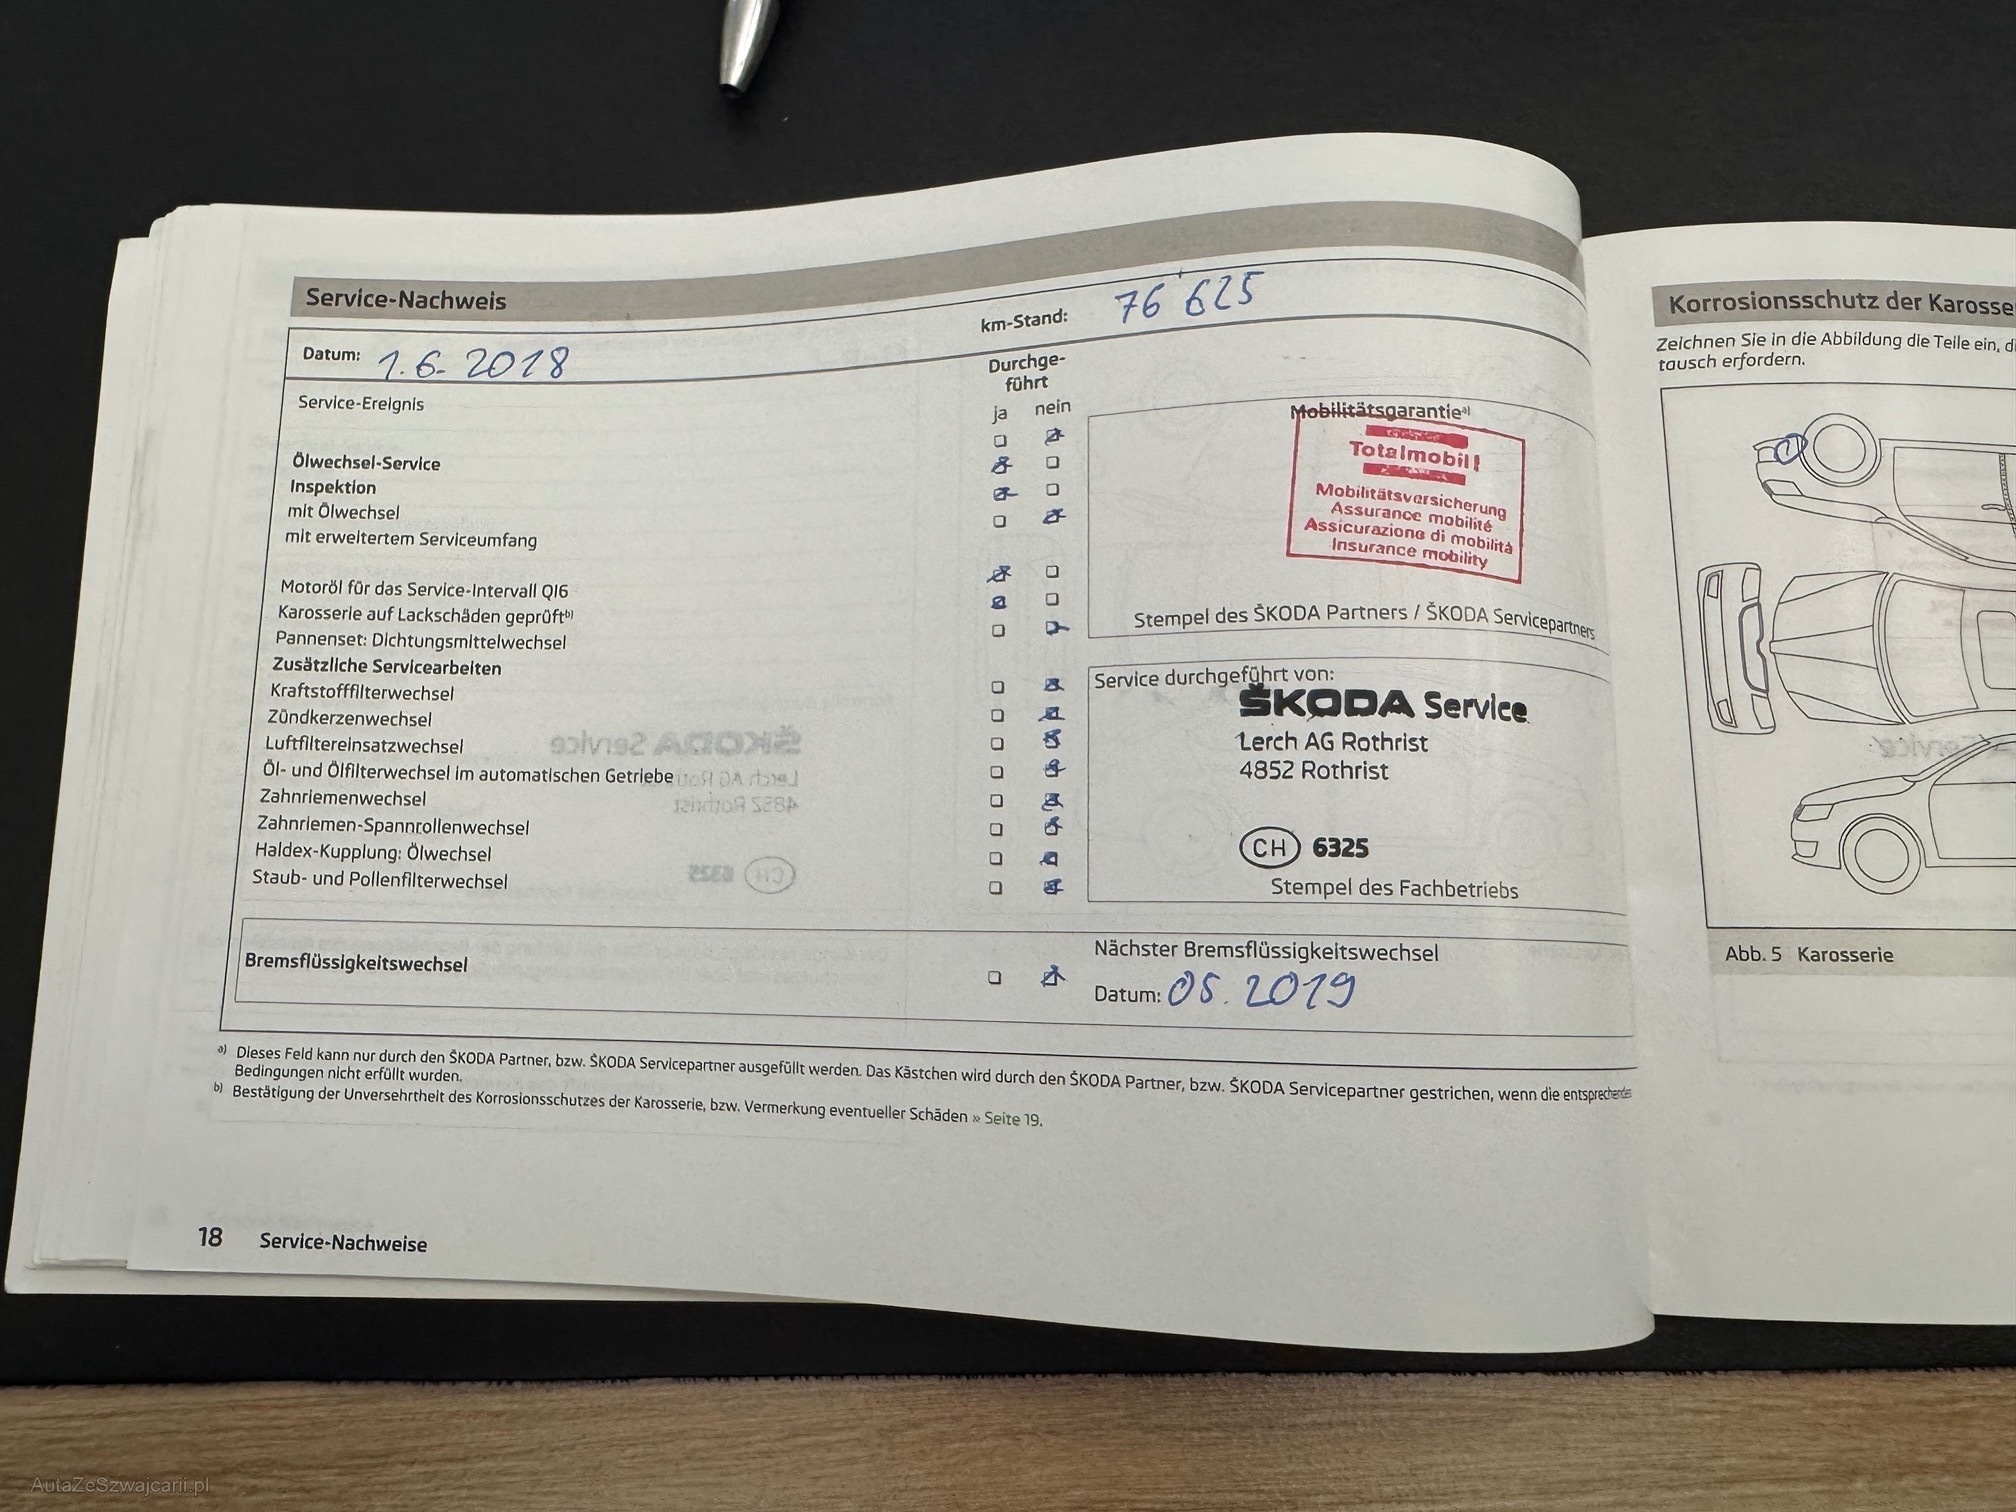 Service-Nachweis
Datum: 1.6.2018
km-Stand: 76'625
Service-Ereignis
Durchge-
führt
ja nein
Ölwechsel-Service
Inspektion
mit Ölwechsel
mit erweitertem Serviceumfang
Motoröl für das Service-Intervall QI6
Karosserie auf Lackschäden geprüft b)
Pannenset: Dichtungsmittelwechsel
Zusätzliche Servicearbeiten
Kraftstofffilterwechsel
Zündkerzenwechsel
Luftfiltereinsatzwechsel
Öl- und Ölfilterwechsel im automatischen Getriebe
Zahnriemenwechsel
Zahnriemen-Spannrollenwechsel
Haldex-Kupplung: Ölwechsel
Staub- und Pollenfilterwechsel
Mobilitätsgarantie a)
Totalmobil!
Mobilitätsversicherung
Assurance mobilité
Assicurazione di mobilità
Insurance mobility
Stempel des ŠKODA Partners / ŠKODA Servicepartners
Service durchgeführt von:
ŠKODA Service
Lerch AG Rothrist
4852 Rothrist
CH 6325
Stempel des Fachbetriebs
Bremsflüssigkeitswechsel
Nächster Bremsflüssigkeitswechsel
Datum: 05.2019
a) Dieses Feld kann nur durch den ŠKODA Partner, bzw. ŠKODA Servicepartner ausgefüllt werden. Das Kästchen wird durch den ŠKODA Partner, bzw. ŠKODA Servicepartner gestrichen, wenn die entsprechenden
Bedingungen nicht erfüllt wurden.
b) Bestätigung der Unversehrtheit des Korrosionsschutzes der Karosserie, bzw. Vermerkung eventueller Schäden » Seite 19.
18 Service-Nachweise
Korrosionsschutz der Karosse
Zeichnen Sie in die Abbildung die Teile ein, d
tausch erfordern.
Abb. 5 Karosserie
AutaZeSzwajcarii.pl